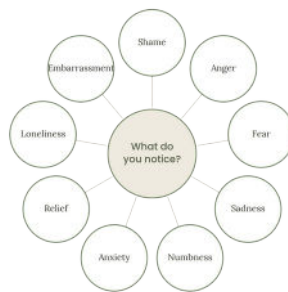 Shame
Anger
Fear
Sadness
Numbness
Anxiety
Relief
Loneliness
Embarrassment
What do
you notice?